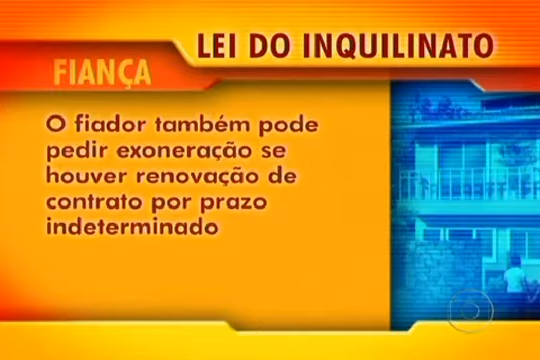 LEI DO INQUILINATO
FIANÇA
O fiador também pode
pedir exoneração se
houver renovação de
contrato por prazo
indeterminado